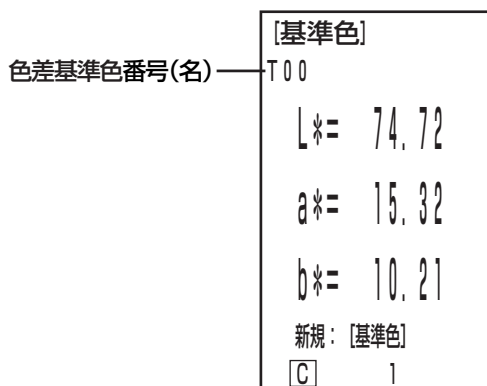 [基準色]
色差基準色番号(名)
T00
L*= 74.72
a*= 15.32
b*= 10.21
新規：[基準色]
C 1